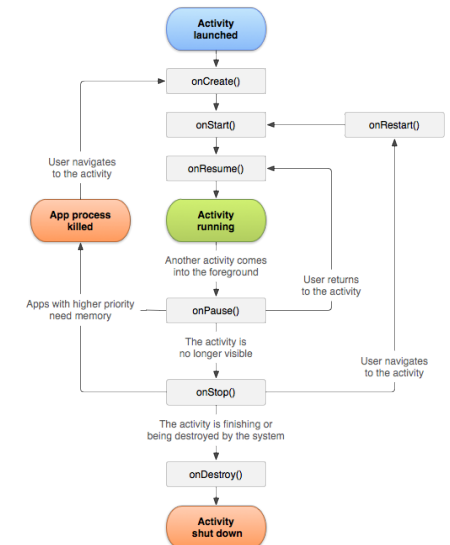 Activity
launched
onCreate()
onStart()
onRestart()
onResume()
User navigates
to the activity
App process
killed
Activity
running
Another activity comes
into the foreground
User returns
to the activity
Apps with higher priority
need memory
onPause()
The activity is
no longer visible
User navigates
to the activity
onStop()
The activity is finishing or
being destroyed by the system
onDestroy()
Activity
shut down